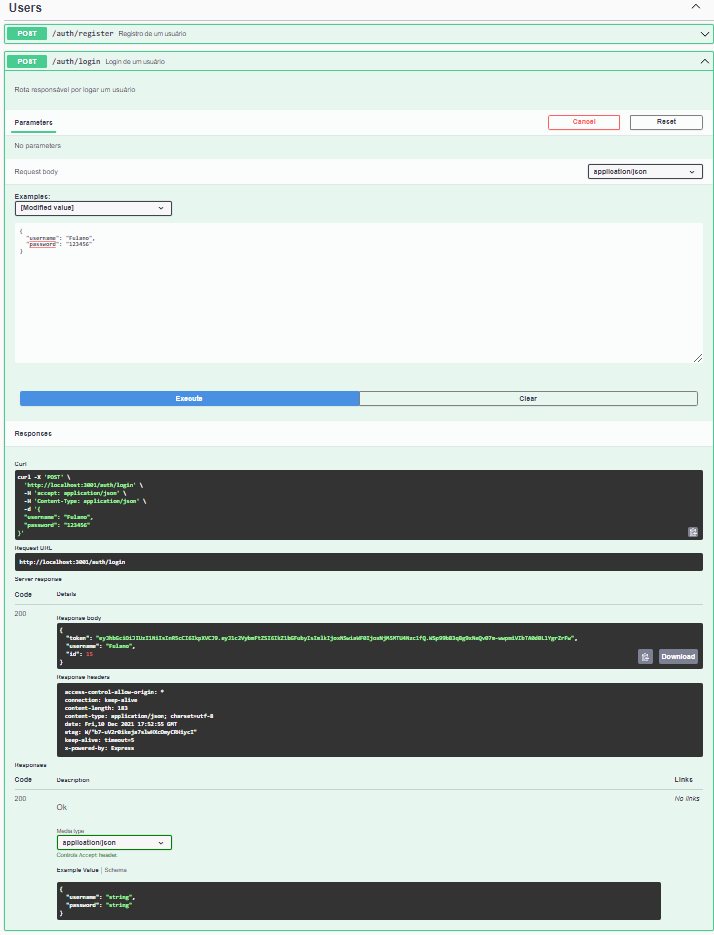 Users
POST /auth/register Registro de um usuário
POST /auth/login Login de um usuário
Rota responsável por logar um usuário
Parameters
Cancel
Reset
No parameters
Request body
application/json
Examples:
[Modified value]
{
"username": "Fulano",
"password": "123456"
}
Execute
Clear
Responses
Curl
curl -X 'POST' \
'http://localhost:3001/auth/login' \
-H 'accept: application/json' \
-H 'Content-Type: application/json' \
-d '{
"username": "Fulano",
"password": "123456"
}'
Request URL
http://localhost:3001/auth/login
Server response
Code Details
200
Response body
{
"token":
"username": "Fulano",
"id": 15
}
Download
Response headers
access-control-allow-origin: *
connection: keep-alive
content-length: 183
content-type: application/json; charset=utf-8
date: Fri,10 Dec 2021 17:52:55 GMT
etag:
keep-alive: timeout=5
x-powered-by: Express
Responses
Code Description Links
200
Ok
No links
Media type
application/json
Controls Accept header.
Example Value | Schema
{
"username": "string",
"password": "string"
}